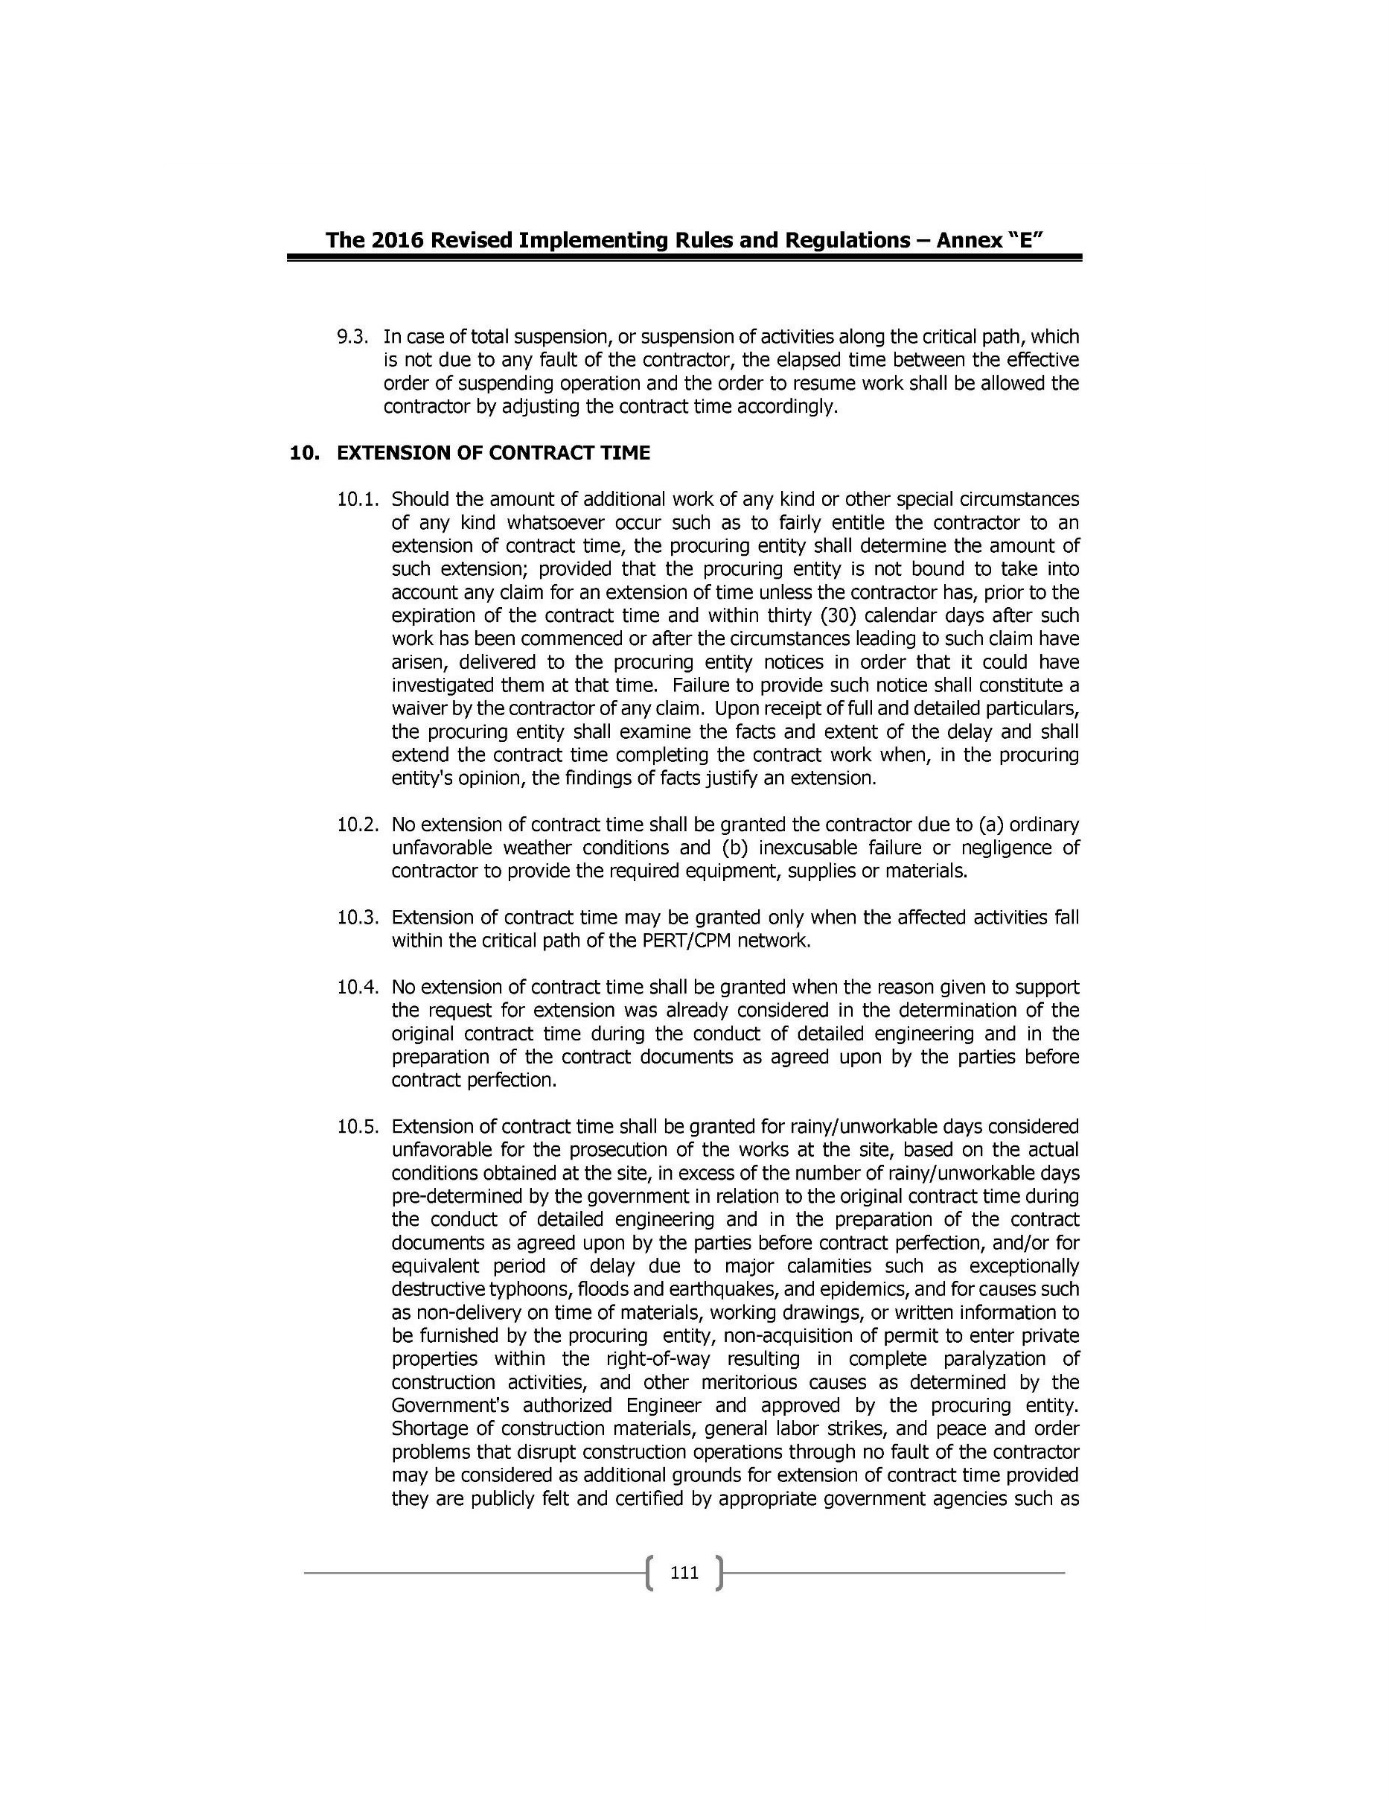 The 2016 Revised Implementing Rules and Regulations – Annex “E”
9.3. In case of total suspension, or suspension of activities along the critical path, which
is not due to any fault of the contractor, the elapsed time between the effective
order of suspending operation and the order to resume work shall be allowed the
contractor by adjusting the contract time accordingly.
10. EXTENSION OF CONTRACT TIME
10.1. Should the amount of additional work of any kind or other special circumstances
of any kind whatsoever occur such as to fairly entitle the contractor to an
extension of contract time, the procuring entity shall determine the amount of
such extension; provided that the procuring entity is not bound to take into
account any claim for an extension of time unless the contractor has, prior to the
expiration of the contract time and within thirty (30) calendar days after such
work has been commenced or after the circumstances leading to such claim have
arisen, delivered to the procuring entity notices in order that it could have
investigated them at that time. Failure to provide such notice shall constitute a
waiver by the contractor of any claim. Upon receipt of full and detailed particulars,
the procuring entity shall examine the facts and extent of the delay and shall
extend the contract time completing the contract work when, in the procuring
entity's opinion, the findings of facts justify an extension.
10.2. No extension of contract time shall be granted the contractor due to (a) ordinary
unfavorable weather conditions and (b) inexcusable failure or negligence of
contractor to provide the required equipment, supplies or materials.
10.3. Extension of contract time may be granted only when the affected activities fall
within the critical path of the PERT/CPM network.
10.4. No extension of contract time shall be granted when the reason given to support
the request for extension was already considered in the determination of the
original contract time during the conduct of detailed engineering and in the
preparation of the contract documents as agreed upon by the parties before
contract perfection.
10.5. Extension of contract time shall be granted for rainy/unworkable days considered
unfavorable for the prosecution of the works at the site, based on the actual
conditions obtained at the site, in excess of the number of rainy/unworkable days
pre-determined by the government in relation to the original contract time during
the conduct of detailed engineering and in the preparation of the contract
documents as agreed upon by the parties before contract perfection, and/or for
equivalent period of delay due to major calamities such as exceptionally
destructive typhoons, floods and earthquakes, and epidemics, and for causes such
as non-delivery on time of materials, working drawings, or written information to
be furnished by the procuring entity, non-acquisition of permit to enter private
properties within the right-of-way resulting in complete paralyzation of
construction activities, and other meritorious causes as determined by the
Government's authorized Engineer and approved by the procuring entity.
Shortage of construction materials, general labor strikes, and peace and order
problems that disrupt construction operations through no fault of the contractor
may be considered as additional grounds for extension of contract time provided
they are publicly felt and certified by appropriate government agencies such as
111